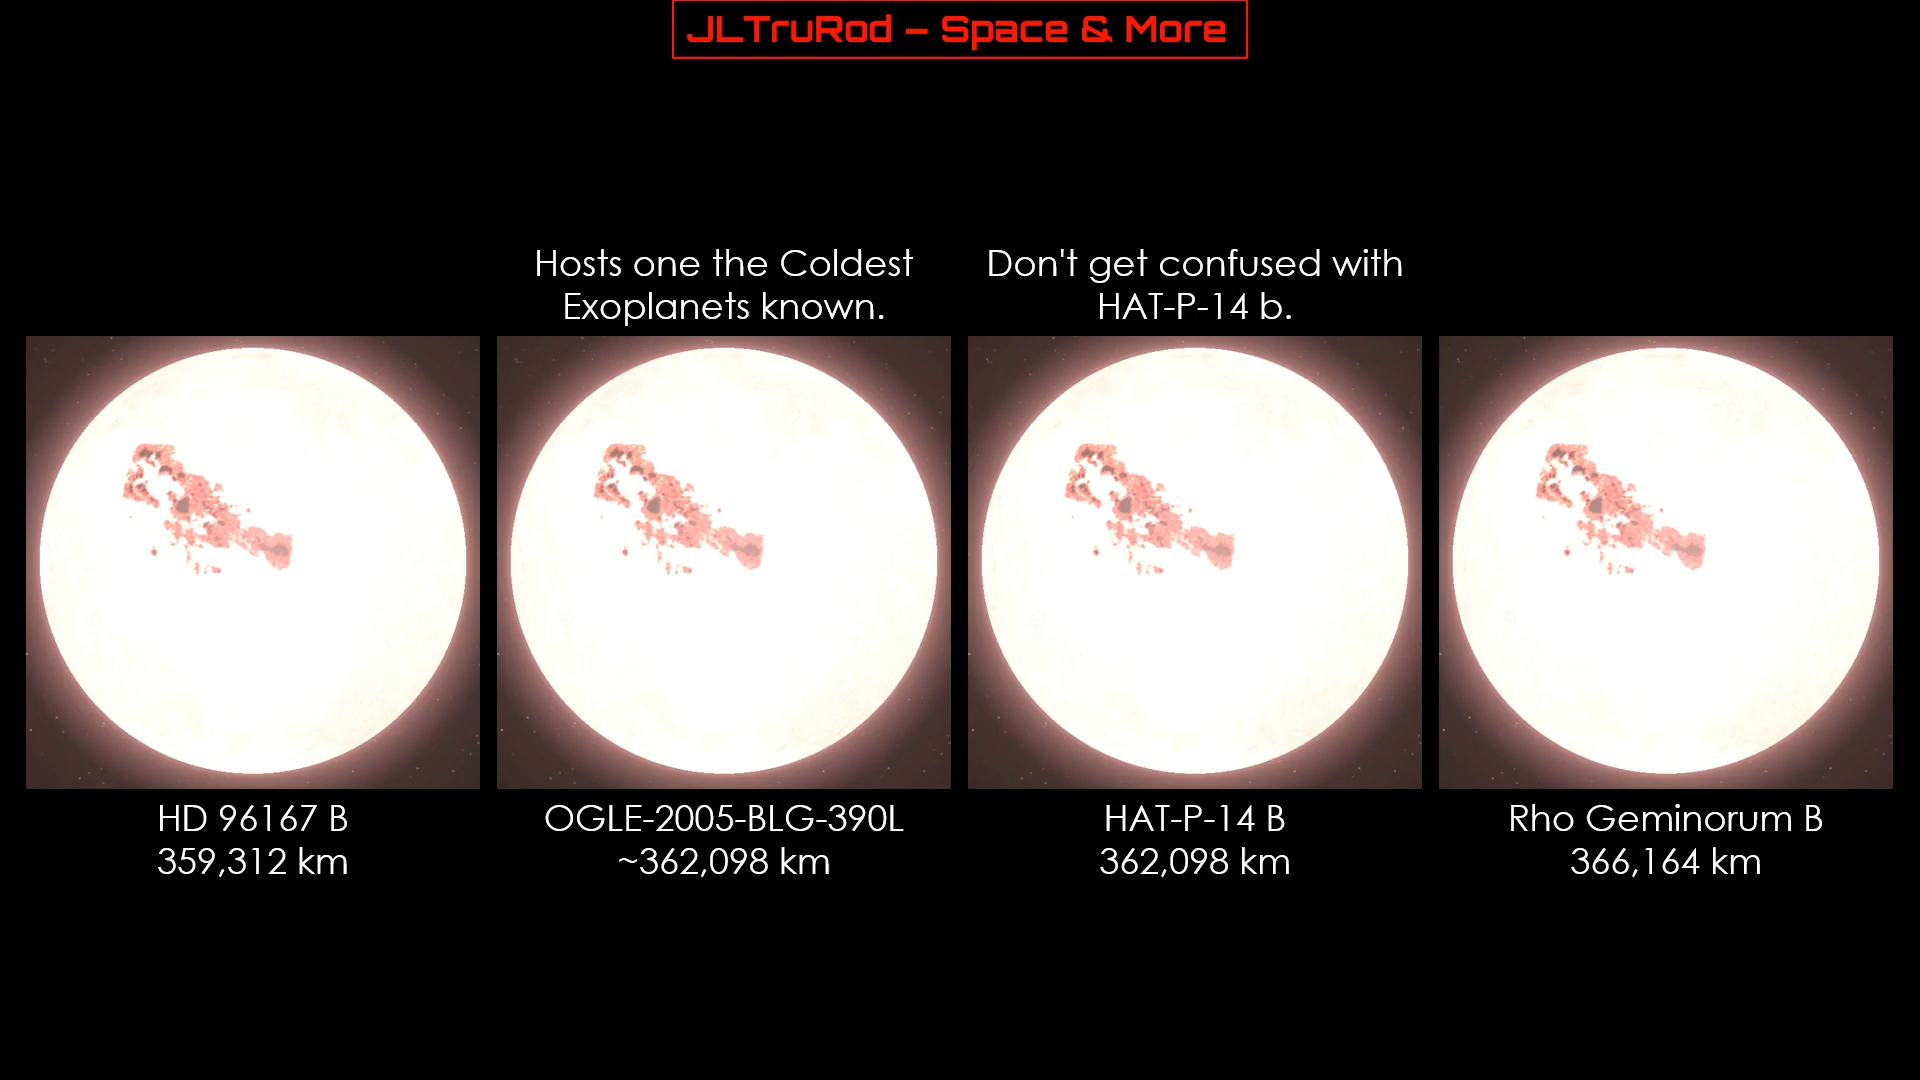 JLTruRod – Space & More
Hosts one the Coldest
Exoplanets known.
Don't get confused with
HAT-P-14 b.
HD 96167 B
359,312 km
OGLE-2005-BLG-390L
~362,098 km
HAT-P-14 B
362,098 km
Rho Geminorum B
366,164 km